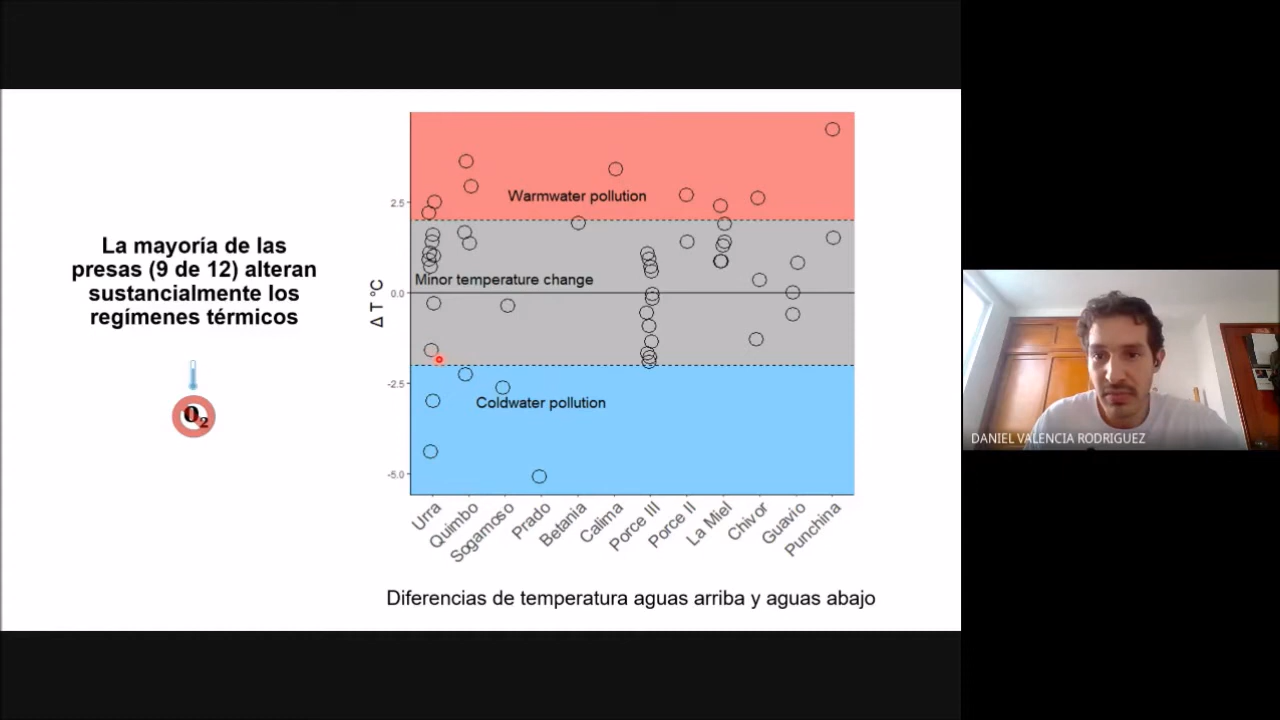 La mayoría de las
presas (9 de 12) alteran
sustancialmente los
regímenes térmicos
O₂
Δ T °C
2.5
0.0
-2.5
-5.0
Warmwater pollution
Minor temperature change
Coldwater pollution
Urra
Quimbo
Sogamoso
Prado
Betania
Calima
Porce III
Porce II
La Miel
Chivor
Guavio
Punchina
Diferencias de temperatura aguas arriba y aguas abajo
DANIEL VALENCIA RODRIGUEZ